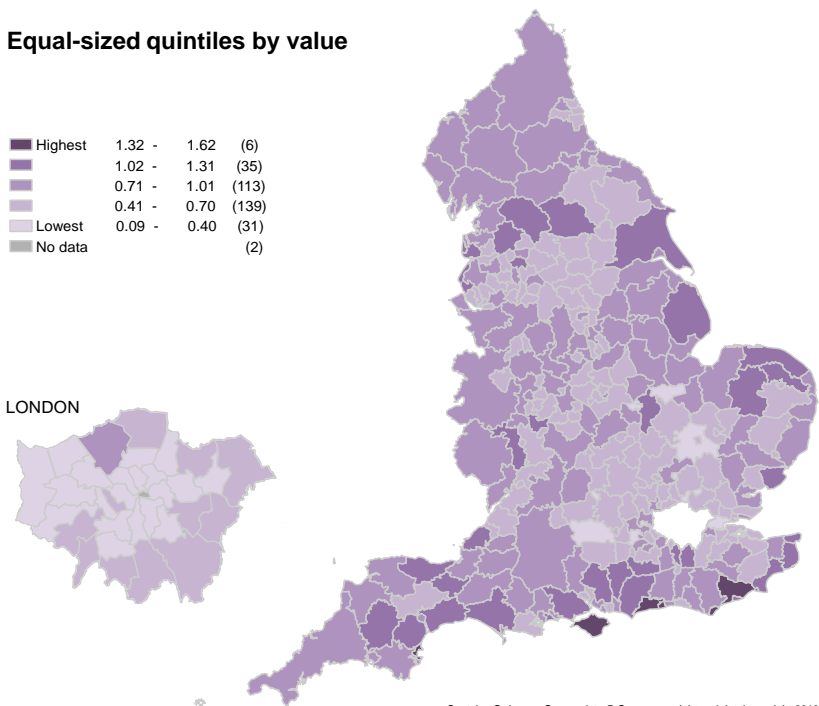 Equal-sized quintiles by value
Highest 1.32 - 1.62 (6)
1.02 - 1.31 (35)
0.71 - 1.01 (113)
0.41 - 0.70 (139)
Lowest 0.09 - 0.40 (31)
No data (2)
LONDON